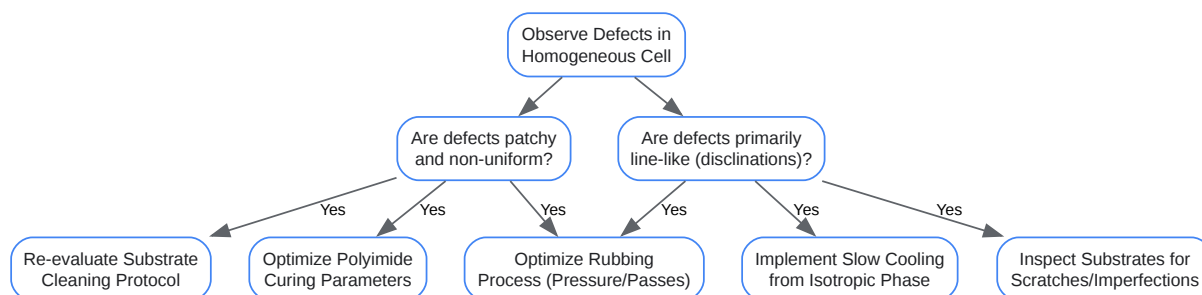 Observe Defects in
Homogeneous Cell
Are defects patchy
and non-uniform?
Are defects primarily
line-like (disclinations)?
Yes
Yes
Yes
Yes
Yes
Yes
Re-evaluate Substrate
Cleaning Protocol
Optimize Polyimide
Curing Parameters
Optimize Rubbing
Process (Pressure/Passes)
Implement Slow Cooling
from Isotropic Phase
Inspect Substrates for
Scratches/Imperfections